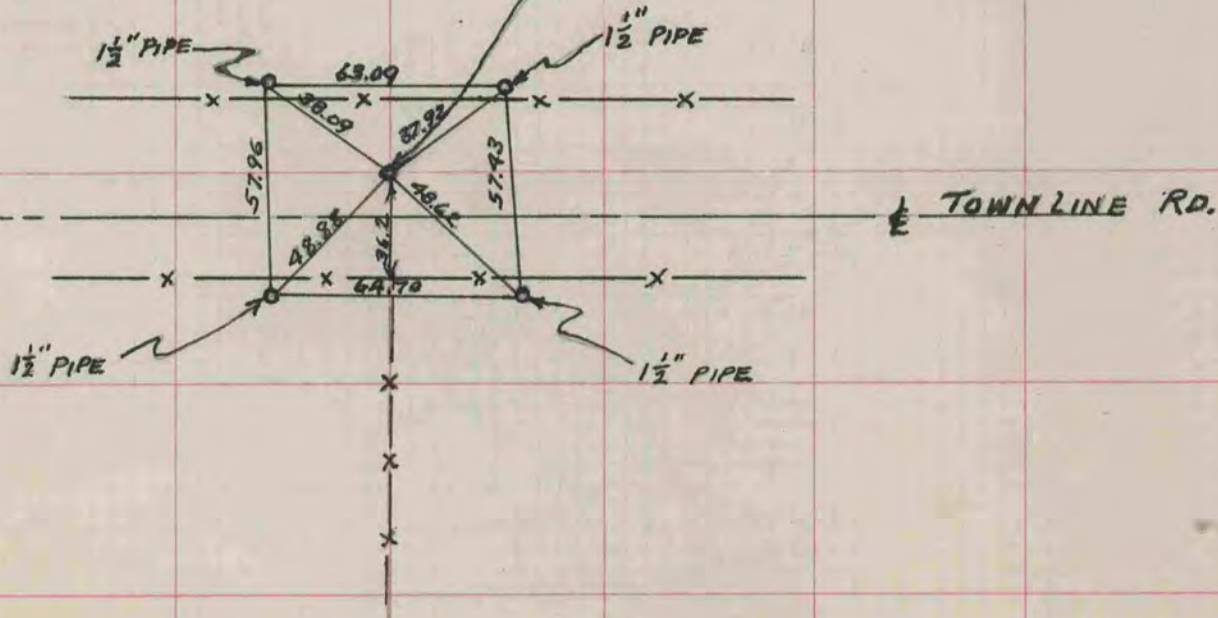 1½" PIPE
1½" PIPE
63.09
38.09
37.92
57.96
57.43
48.62
48.88
36.2
℄ TOWN LINE RD.
64.70
1½" PIPE
1½" PIPE